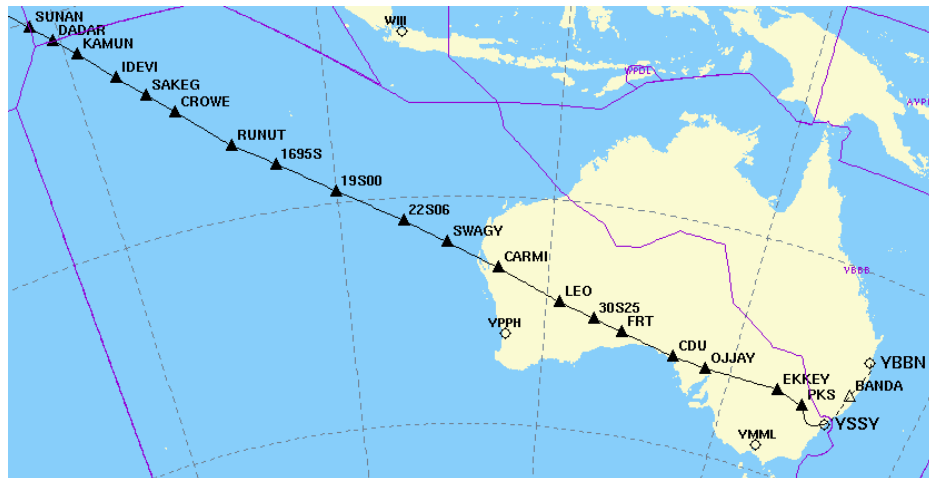 SUNAN
DADAR
KAMUN
WIII
IDEVI
SAKEG
CROWE
WPDL
AYPM
RUNUT
1695S
19S00
22S06
SWAGY
CARMI
YBBB
LEO
30S25
FRT
YPPH
CDU
OJJAY
YBBN
EKKEY
BANDA
PKS
YSSY
YMML